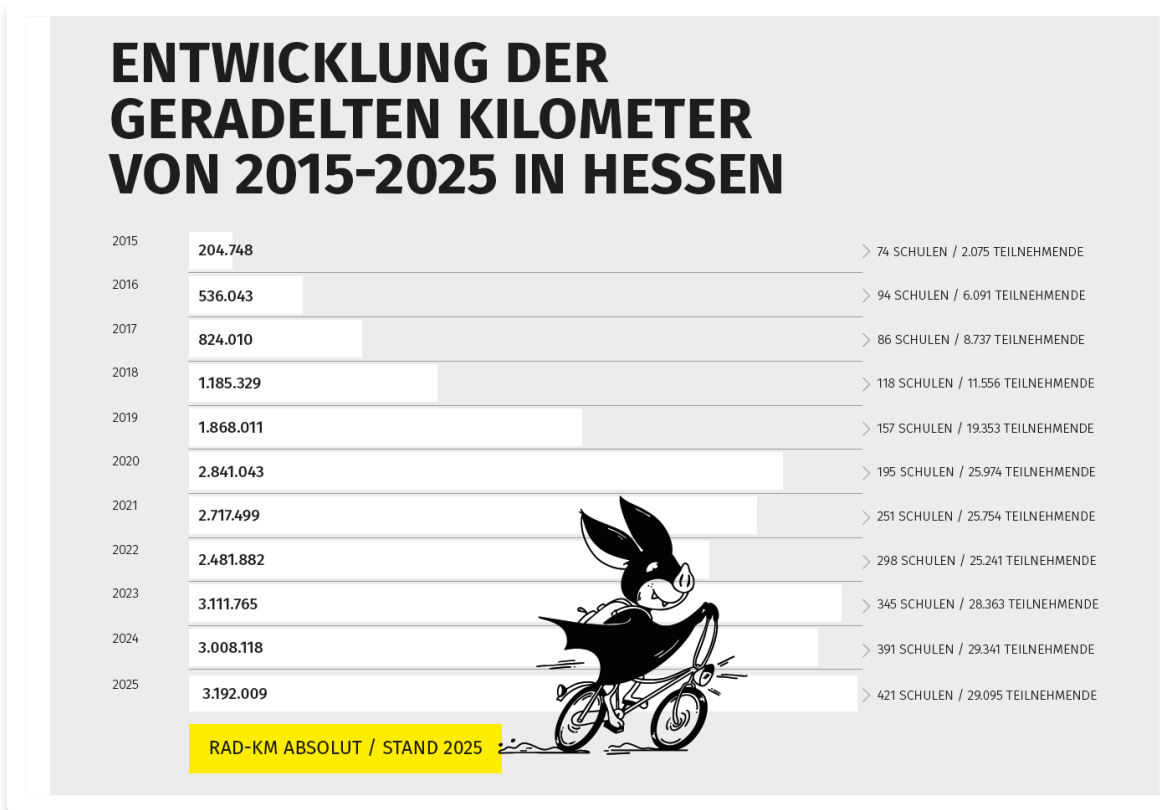 ENTWICKLUNG DER
GERADELTEN KILOMETER
VON 2015-2025 IN HESSEN
2015 204.748 74 SCHULEN / 2.075 TEILNEHMENDE
2016 536.043 94 SCHULEN / 6.091 TEILNEHMENDE
2017 824.010 86 SCHULEN / 8.737 TEILNEHMENDE
2018 1.185.329 118 SCHULEN / 11.556 TEILNEHMENDE
2019 1.868.011 157 SCHULEN / 19.353 TEILNEHMENDE
2020 2.841.043 195 SCHULEN / 25.974 TEILNEHMENDE
2021 2.717.499 251 SCHULEN / 25.754 TEILNEHMENDE
2022 2.481.882 298 SCHULEN / 25.241 TEILNEHMENDE
2023 3.111.765 345 SCHULEN / 28.363 TEILNEHMENDE
2024 3.008.118 391 SCHULEN / 29.341 TEILNEHMENDE
2025 3.192.009 421 SCHULEN / 29.095 TEILNEHMENDE
RAD-KM ABSOLUT / STAND 2025